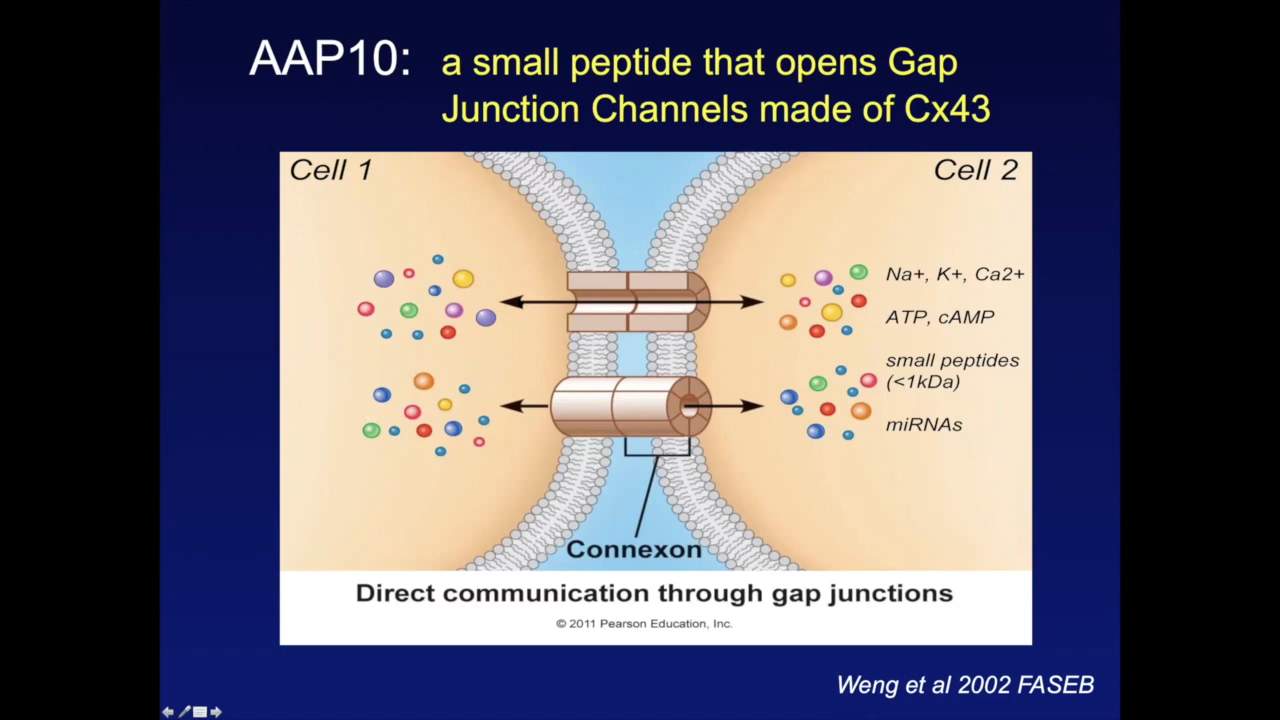 AAP10: a small peptide that opens Gap
Junction Channels made of Cx43
Cell 1
Cell 2
Na+, K+, Ca2+
ATP, cAMP
small peptides
(<1kDa)
miRNAs
Connexon
Direct communication through gap junctions
© 2011 Pearson Education, Inc.
Weng et al 2002 FASEB